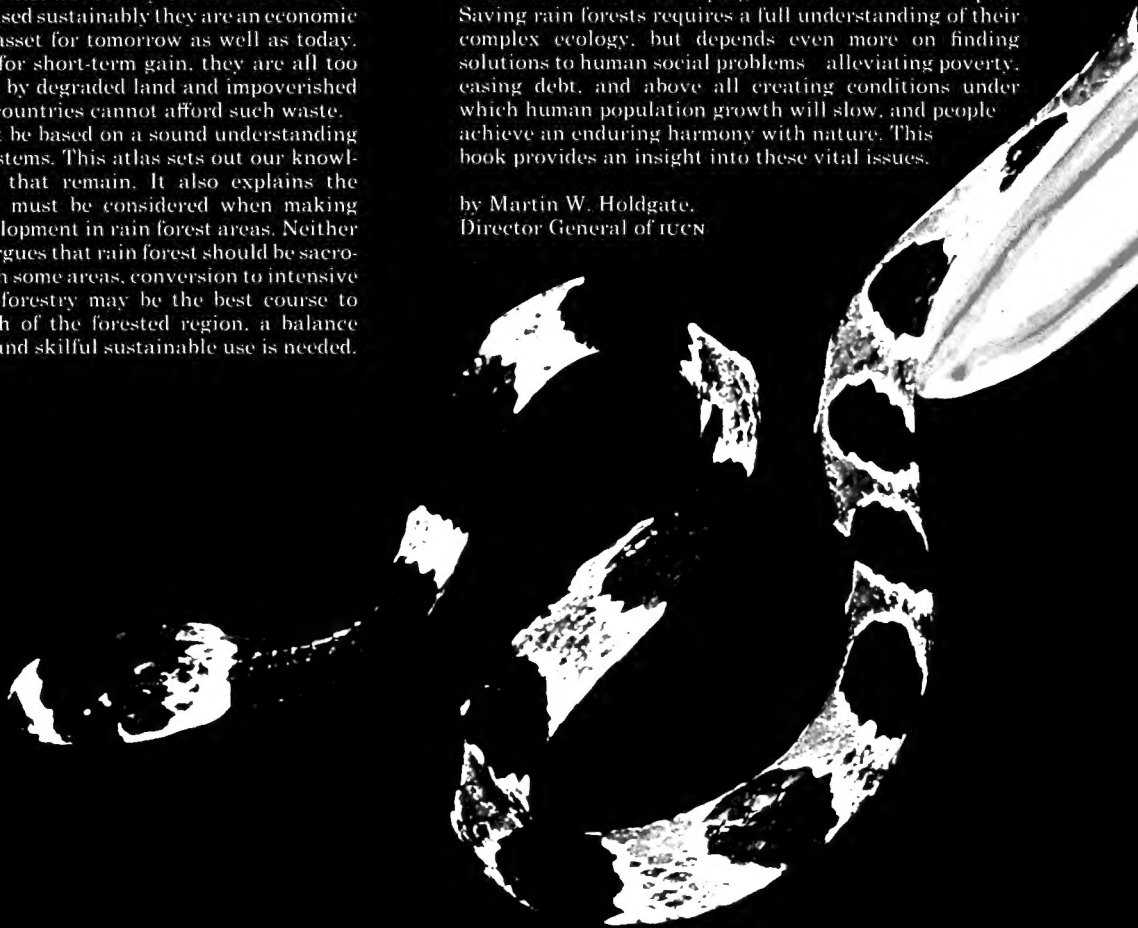 sed sustainably they are an economic
asset for tomorrow as well as today.
for short-term gain, they are all too
by degraded land and impoverished
countries cannot afford such waste.
be based on a sound understanding
stems. This atlas sets out our knowl-
that remain. It also explains the
must be considered when making
lopment in rain forest areas. Neither
rgues that rain forest should be sacro-
n some areas, conversion to intensive
forestry may be the best course to
h of the forested region, a balance
and skilful sustainable use is needed.
Saving rain forests requires a full understanding of their
complex ecology, but depends even more on finding
solutions to human social problems alleviating poverty,
easing debt, and above all creating conditions under
which human population growth will slow, and people
achieve an enduring harmony with nature. This
book provides an insight into these vital issues.
by Martin W. Holdgate,
Director General of IUCN